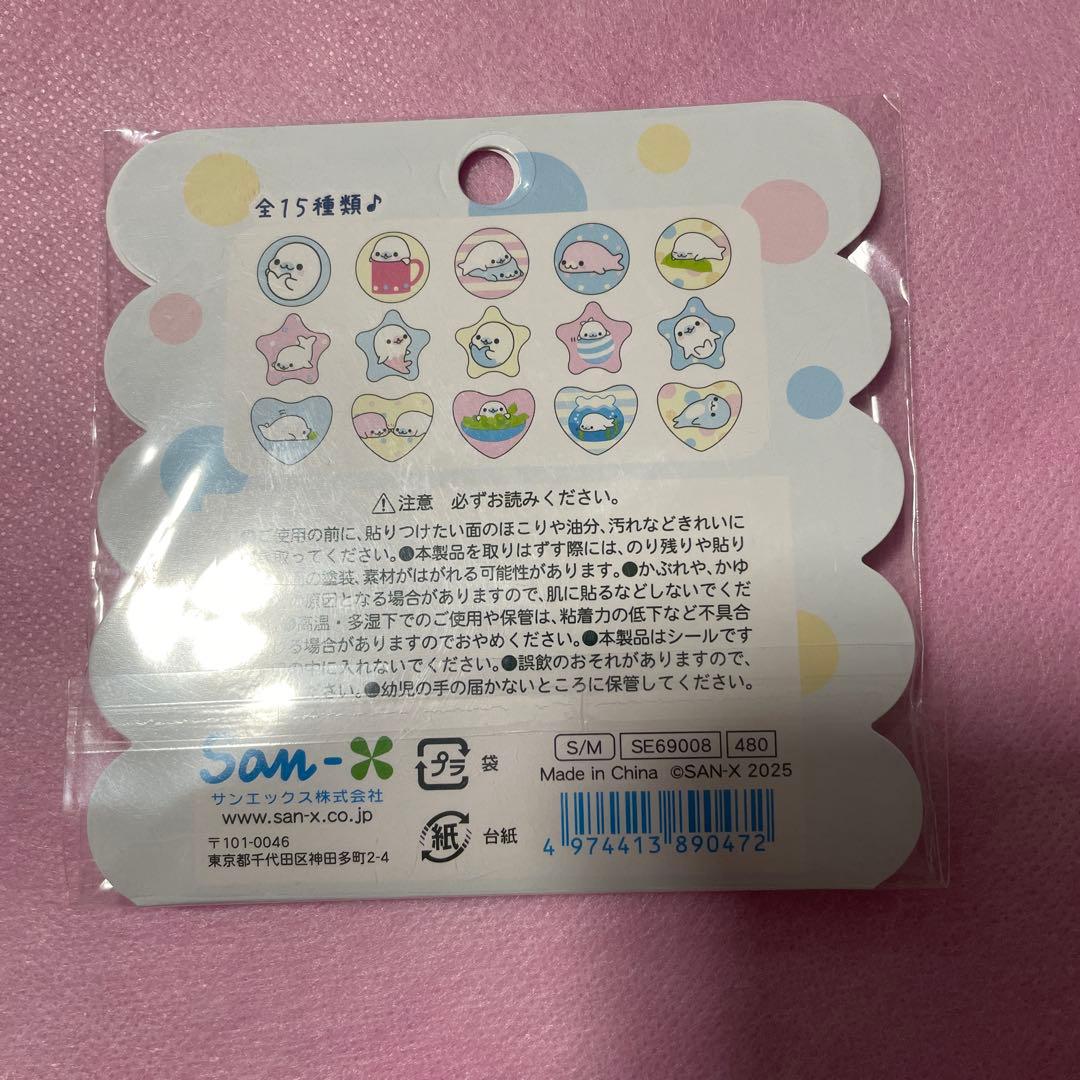 全15種類♪
⚠注意 必ずお読みください。
ご使用の前に、貼りつけたい面のほこりや油分、汚れなどきれいに
取ってください。●本製品を取りはずす際には、のり残りや貼り
面の塗装、素材がはがれる可能性があります。●かぶれや、かゆ
原因となる場合がありますので、肌に貼るなどしないでくだ
高温・多湿下でのご使用や保管は、粘着力の低下など不具合
る場合がありますのでおやめください。●本製品はシールです
の中に入れないでください。●誤飲のおそれがありますので、
さい。●幼児の手の届かないところに保管してください。
San-X
サンエックス株式会社
www.san-x.co.jp
〒101-0046
東京都千代田区神田多町2-4
プラ 袋
紙 台紙
S/M SE69008 480
Made in China ©SAN-X 2025
4 974413 890472